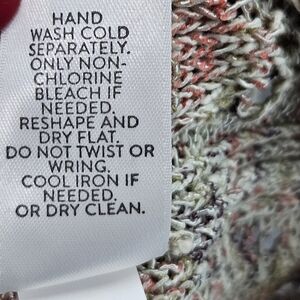 HAND
WASH COLD
SEPARATELY.
ONLY NON-
CHLORINE
BLEACH IF
NEEDED.
RESHAPE AND
DRY FLAT.
DO NOT TWIST OR
WRING.
COOL IRON IF
NEEDED,
OR DRY CLEAN.